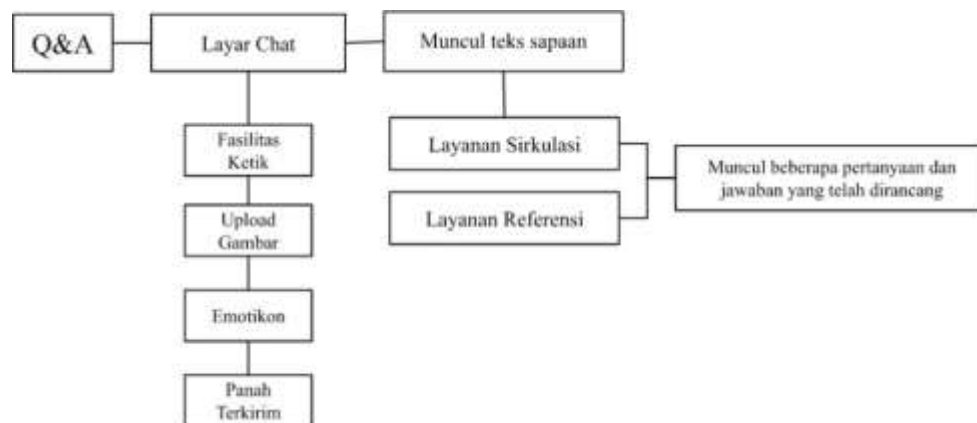 Q&A
Layar Chat
Muncul teks sapaan
Fasilitas
Ketik
Upload
Gambar
Emotikon
Panah
Terkirim
Layanan Sirkulasi
Layanan Referensi
Muncul beberapa pertanyaan dan
jawaban yang telah dirancang